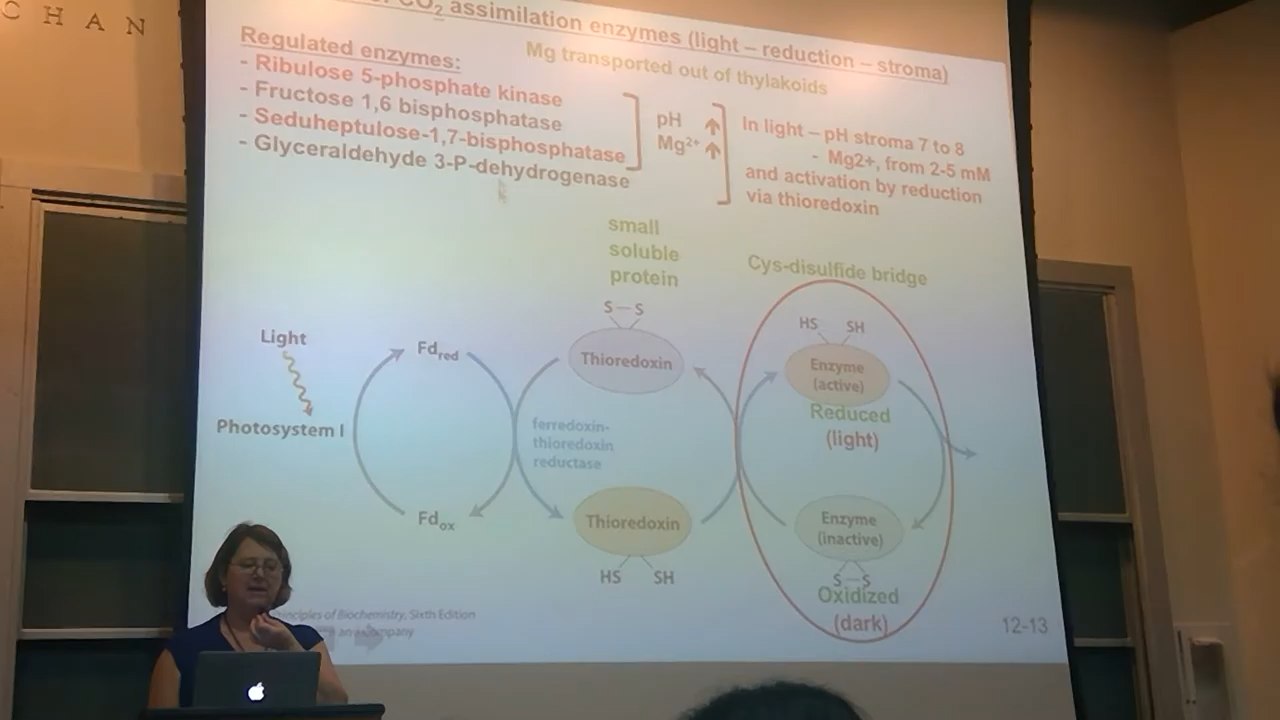 CHAN
CO2 assimilation enzymes (light – reduction – stroma)
Mg transported out of thylakoids
Regulated enzymes:
- Ribulose 5-phosphate kinase
- Fructose 1,6 bisphosphatase
- Seduheptulose-1,7-bisphosphatase
- Glyceraldehyde 3-P-dehydrogenase
pH
Mg2+
In light – pH stroma 7 to 8
- Mg2+, from 2-5 mM
and activation by reduction
via thioredoxin
small
soluble
protein
Cys-disulfide bridge
S—S
Thioredoxin
HS SH
Enzyme
(active)
Reduced
(light)
Light
Photosystem I
Fdred
ferredoxin-
thioredoxin
reductase
Fdox
Thioredoxin
HS SH
Enzyme
(inactive)
S—S
Oxidized
(dark)
of Biochemistry, Sixth Edition
Company
12-13